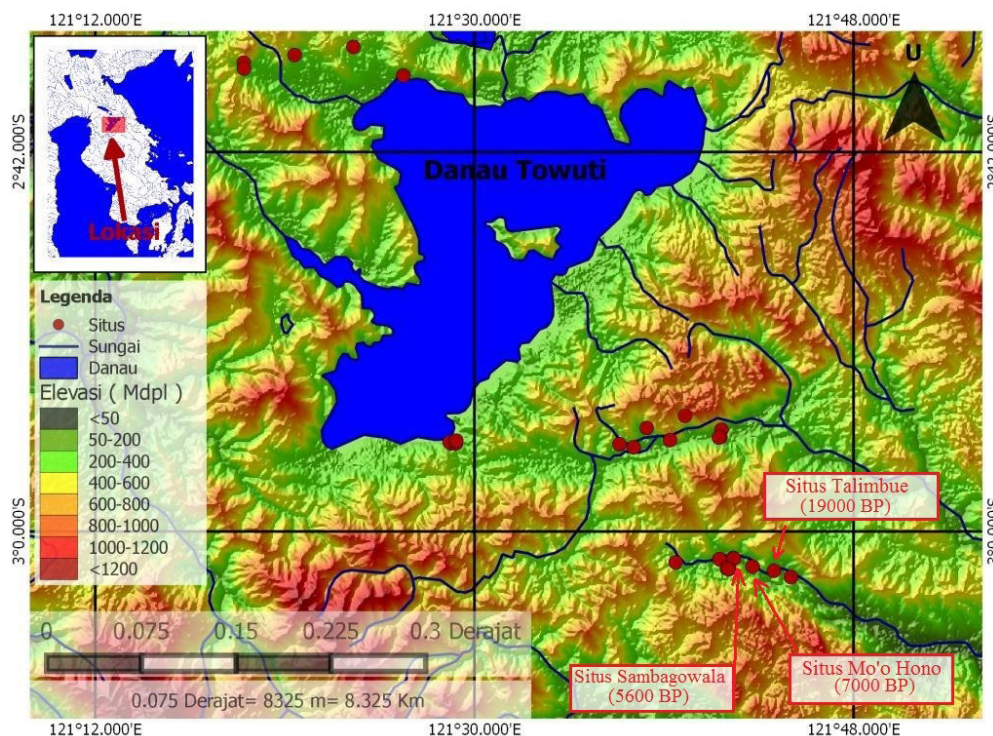 121°12.000'E
121°30.000'E
121°48.000'E
2°42.000'S
2°42.000'S
U
Danau Towuti
Lokasi
Legenda
Situs
Sungai
Danau
Elevasi ( Mdpl )
<50
50-200
200-400
400-600
600-800
800-1000
1000-1200
<1200
Situs Talimbue
(19000 BP)
3°0.000'S
3°0.000'S
0 0.075 0.15 0.225 0.3 Derajat
0.075 Derajat= 8325 m= 8.325 Km
Situs Sambagowala
(5600 BP)
Situs Mo'o Hono
(7000 BP)
121°12.000'E
121°30.000'E
121°48.000'E